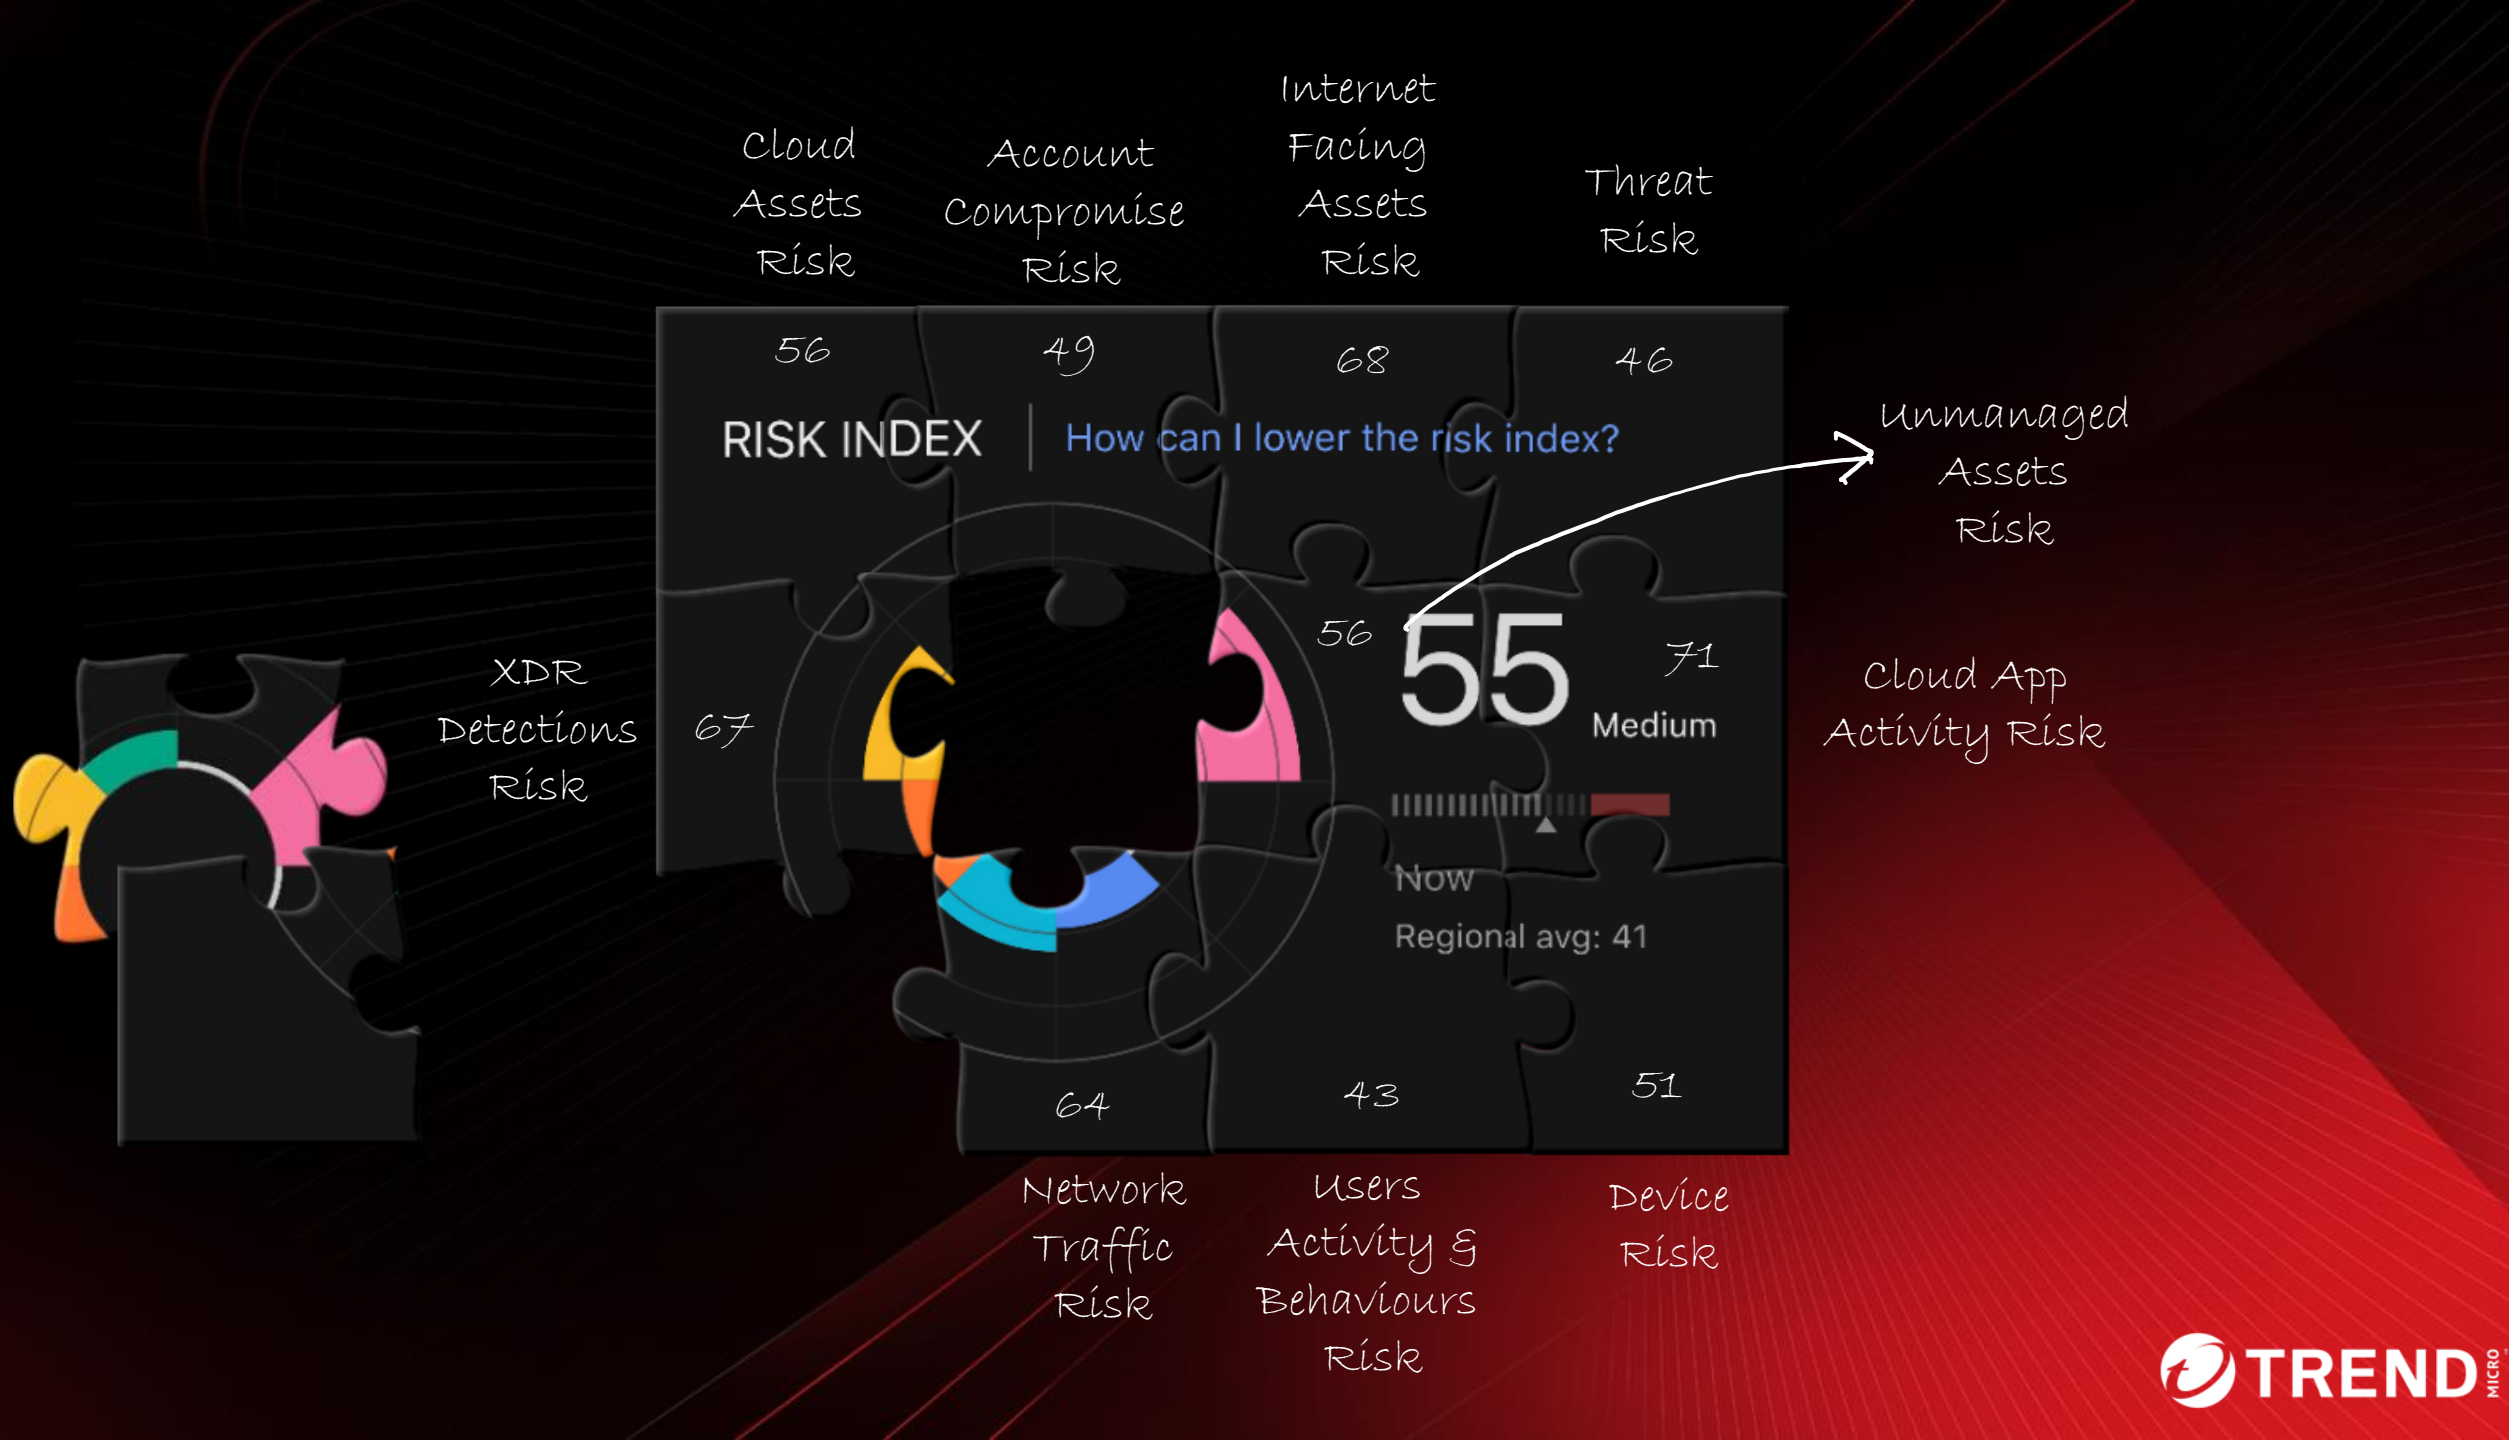 Internet
Facing
Assets
Risk
Cloud
Assets
Risk
Account
Compromise
Risk
Threat
Risk
56
49
68
46
RISK INDEX
How can I lower the risk index?
Unmanaged
Assets
Risk
XDR
Detections
Risk
67
56
55
71
Medium
Cloud App
Activity Risk
Now
Regional avg: 41
64
43
51
Network
Traffic
Risk
Users
Activity &
Behaviours
Risk
Device
Risk
TREND
MICRO